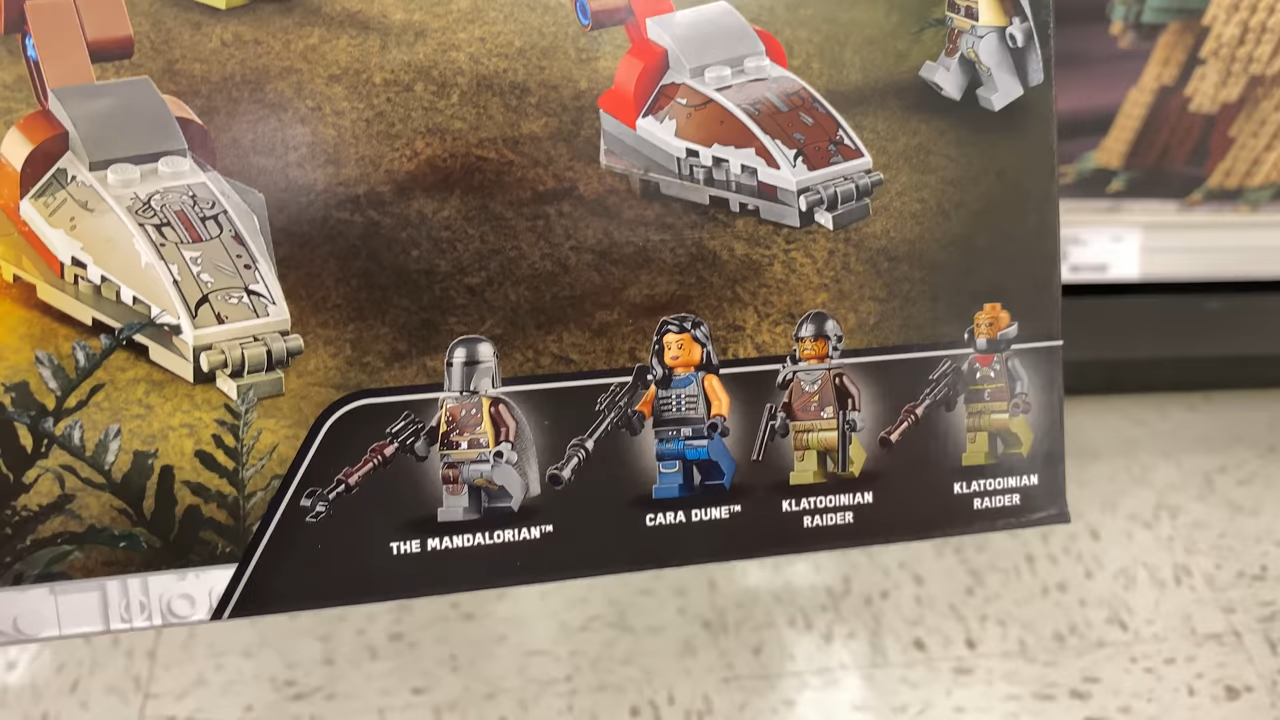 THE MANDALORIAN™
CARA DUNE™
KLATOOINIAN
RAIDER
KLATOOINIAN
RAIDER